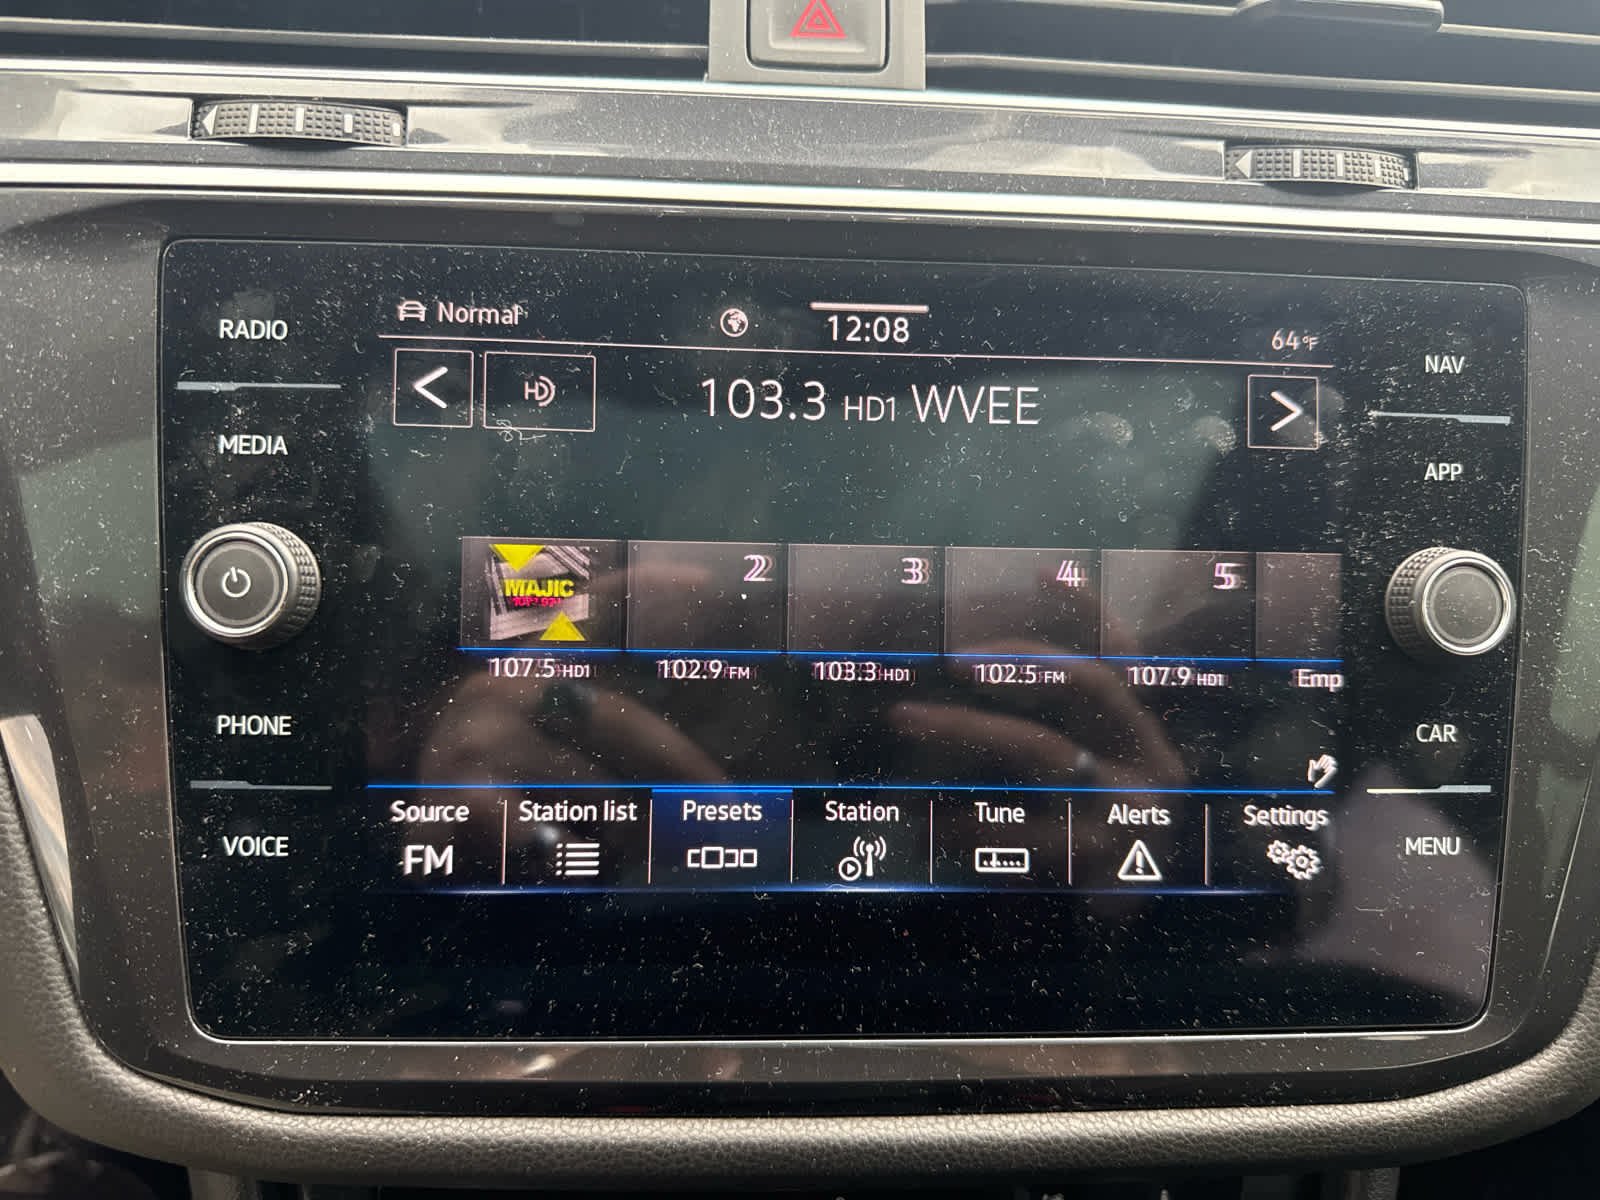 RADIO
MEDIA
PHONE
VOICE
Normal
12:08
64°F
HD
103.3 HD1 WVEE
MAJIC
2
3
4
5
107.5 HD1
102.9 FM
103.3 HD1
102.5 FM
107.9 HD1
Emp
Source
FM
Station list
Presets
Station
Tune
Alerts
Settings
NAV
APP
CAR
MENU